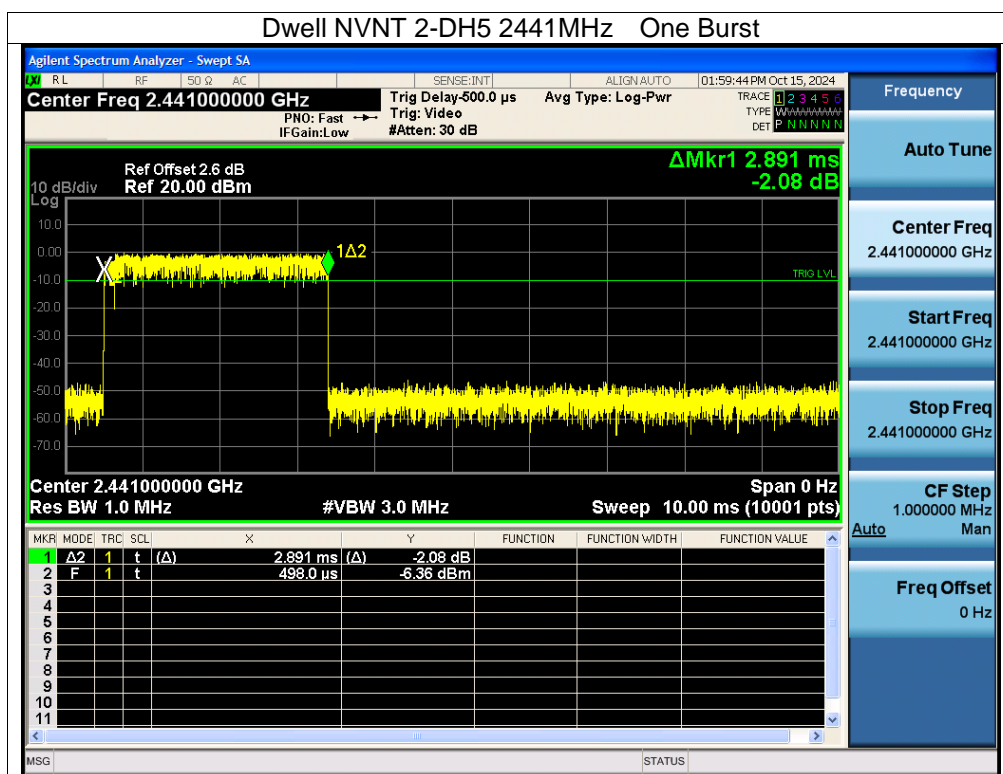 Dwell NVNT 2-DH5 2441MHz One Burst
Agilent Spectrum Analyzer - Swept SA
LXI RL RF 50 Ω AC SENSE:INT ALIGN AUTO 01:59:44 PM Oct 15, 2024
Center Freq 2.441000000 GHz
PNO: Fast
IFGain:Low
Trig Delay-500.0 µs
Trig: Video
#Atten: 30 dB
Avg Type: Log-Pwr
TRACE 1 2 3 4 5 6
TYPE WWWWWW
DET P N N N N N
Frequency
Auto Tune
Center Freq
2.441000000 GHz
Start Freq
2.441000000 GHz
Stop Freq
2.441000000 GHz
CF Step
1.000000 MHz
Auto Man
Freq Offset
0 Hz
ΔMkr1 2.891 ms
-2.08 dB
Ref Offset 2.6 dB
10 dB/div Ref 20.00 dBm
Log
10.0
0.00
-10.0
-20.0
-30.0
-40.0
-50.0
-60.0
-70.0
1Δ2
TRIG LVL
Center 2.441000000 GHz Span 0 Hz
Res BW 1.0 MHz #VBW 3.0 MHz Sweep 10.00 ms (10001 pts)
MKR MODE TRC SCL X Y FUNCTION FUNCTION WIDTH FUNCTION VALUE
1 Δ2 1 t (Δ) 2.891 ms (Δ) -2.08 dB
2 F 1 t 498.0 µs -6.36 dBm
3
4
5
6
7
8
9
10
11
MSG STATUS